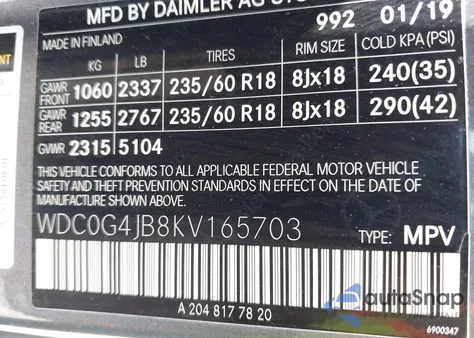 MFD BY DAIMLER AG
992 01/19
MADE IN FINLAND
KG LB TIRES RIM SIZE COLD KPA(PSI)
GAWR FRONT 1060 2337 235/60 R18 8Jx18 240(35)
GAWR REAR 1255 2767 235/60 R18 8Jx18 290(42)
GVWR 2315 5104
THIS VEHICLE CONFORMS TO ALL APPLICABLE FEDERAL MOTOR VEHICLE
SAFETY AND THEFT PREVENTION STANDARDS IN EFFECT ON THE DATE OF
MANUFACTURE SHOWN ABOVE.
WDC0G4JB8KV165703 TYPE: MPV
A 204 817 78 20
autoSnap
6900347